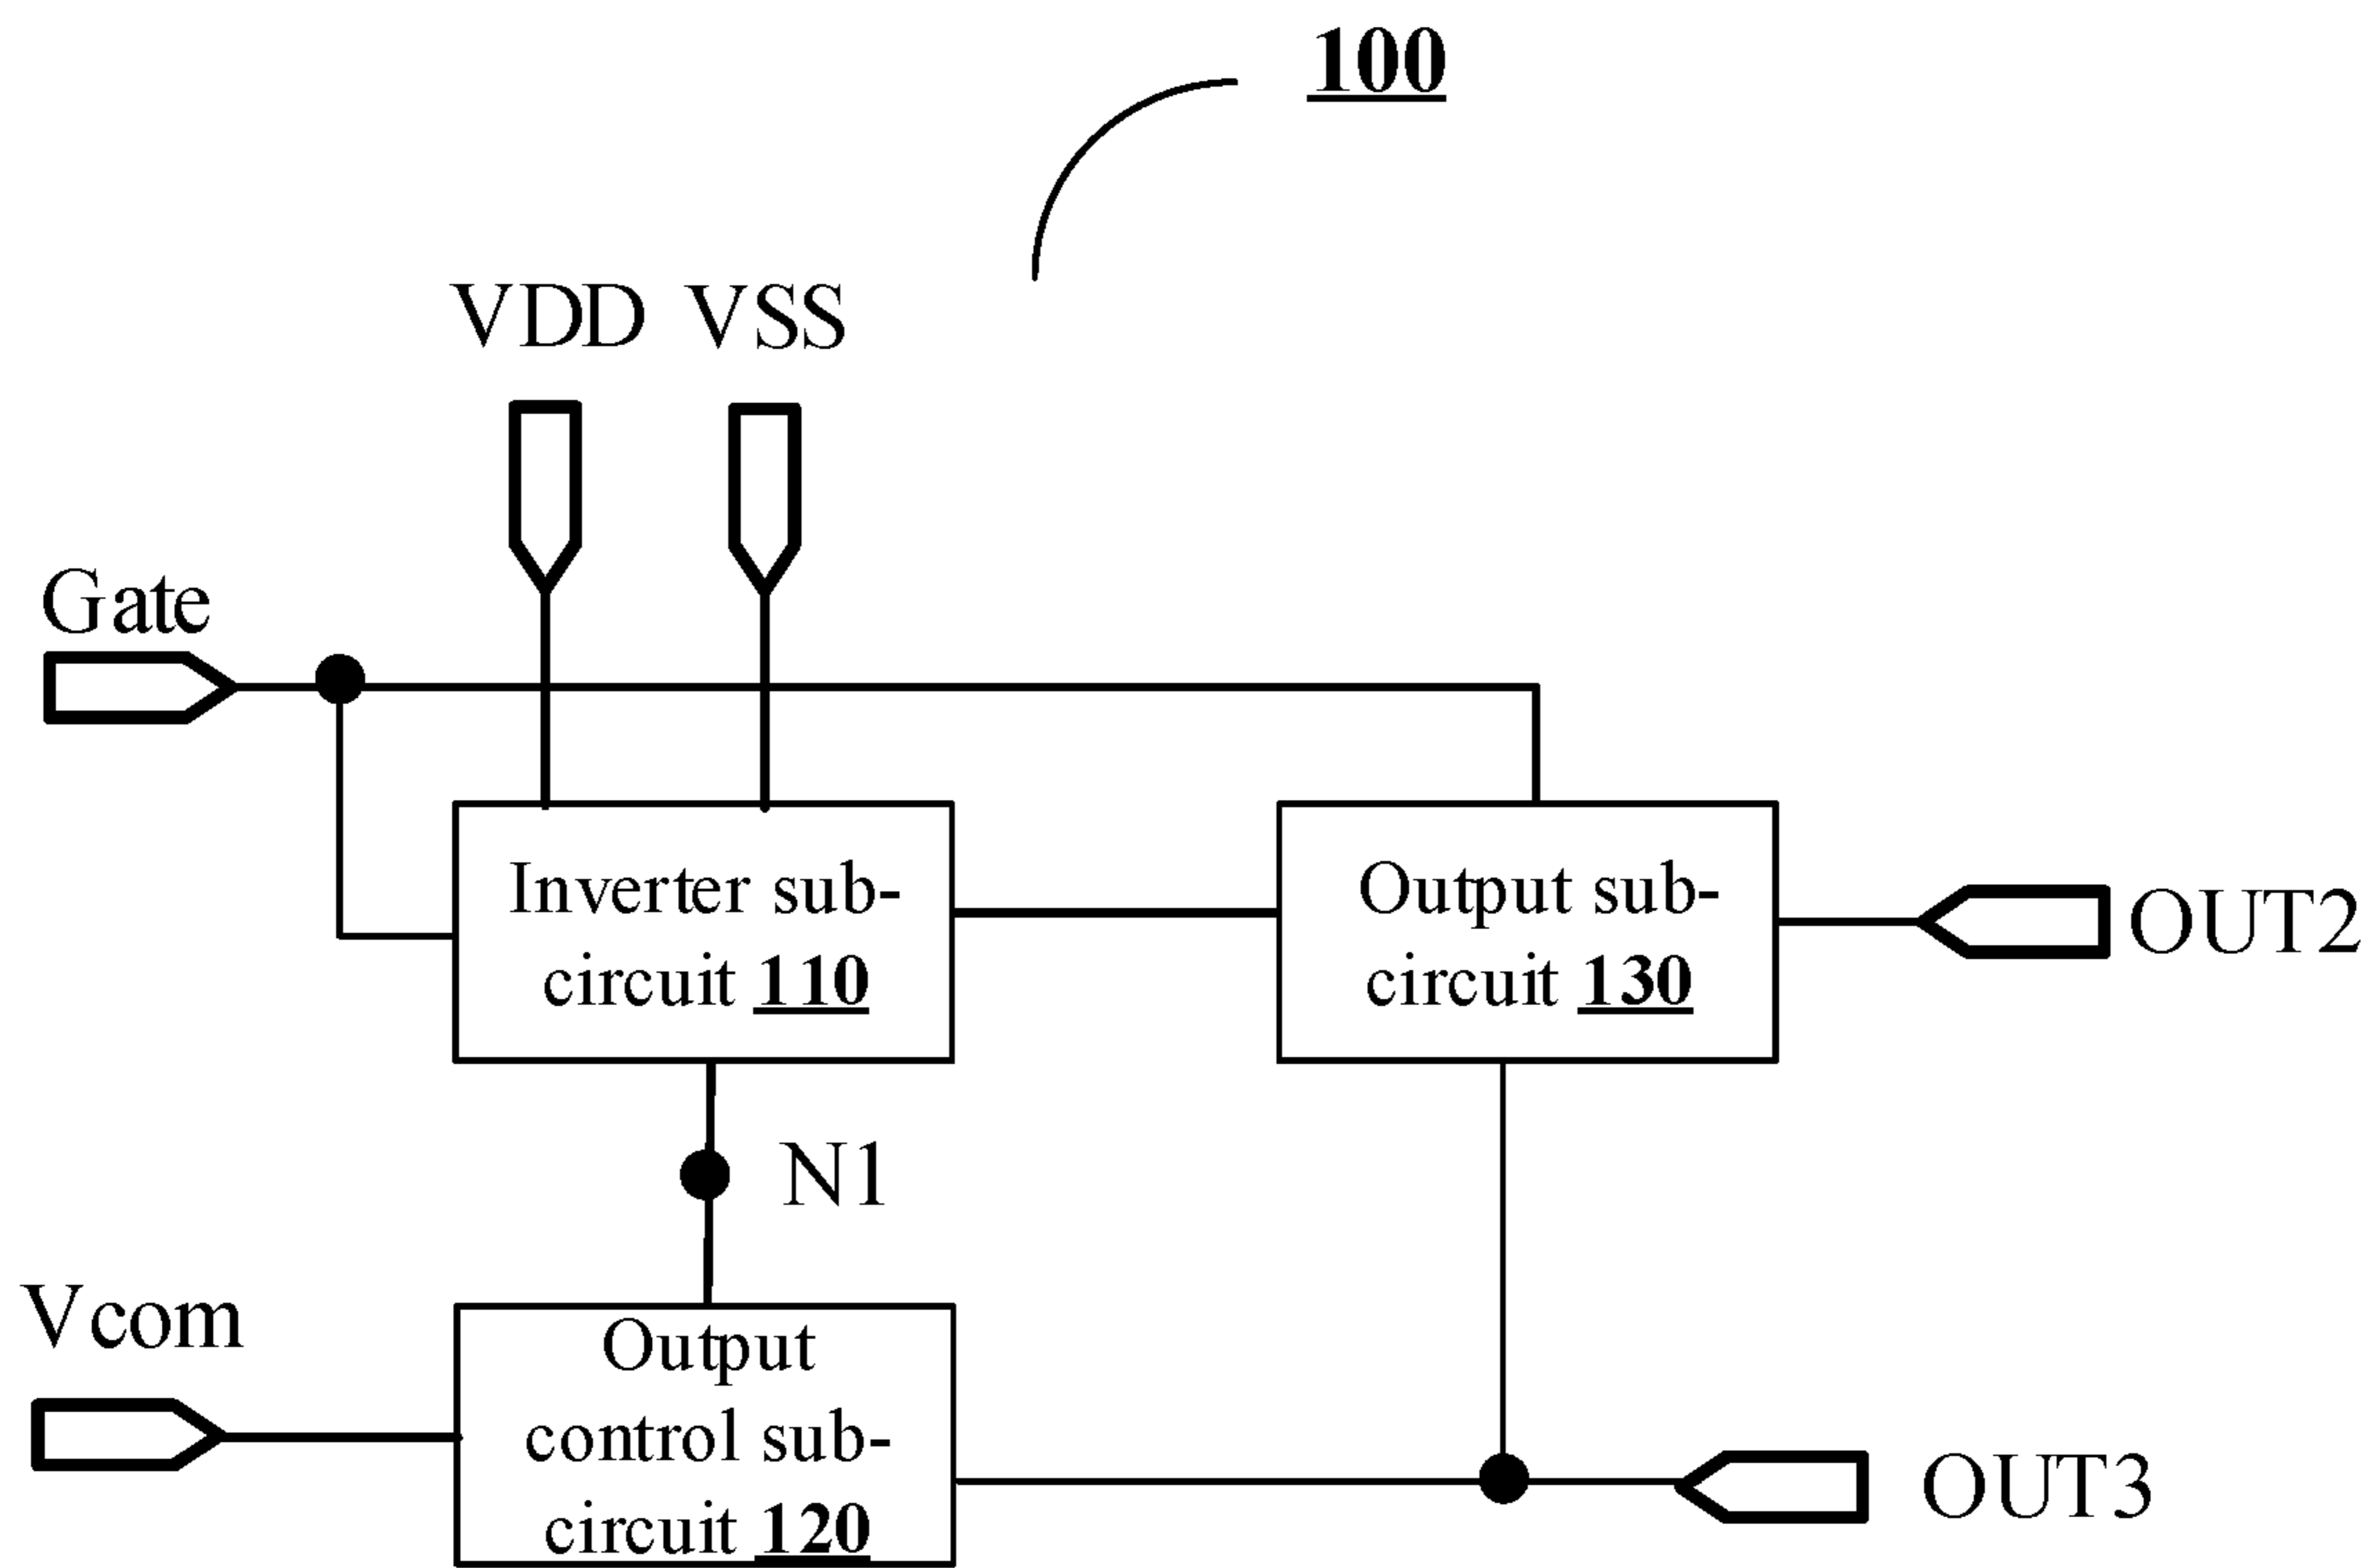 100
VDD VSS
Gate
Inverter sub-
circuit 110
Output sub-
circuit 130
OUT2
N1
Vcom
Output
control sub-
circuit 120
OUT3